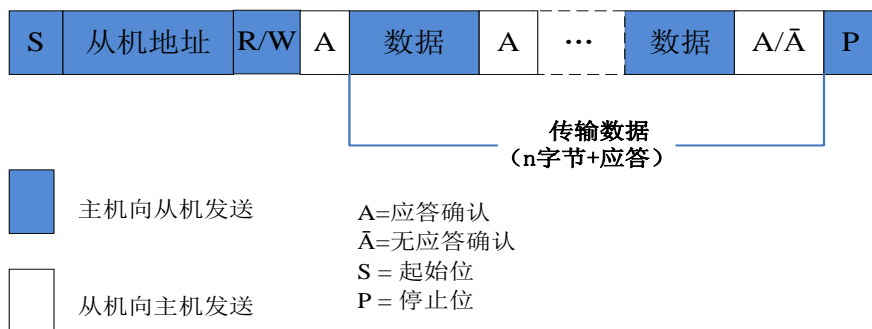 S 从机地址 R/W A 数据 A ... 数据 A/Ā P
传输数据
（n字节+应答）
主机向从机发送
A=应答确认
Ā=无应答确认
S = 起始位
P = 停止位
从机向主机发送